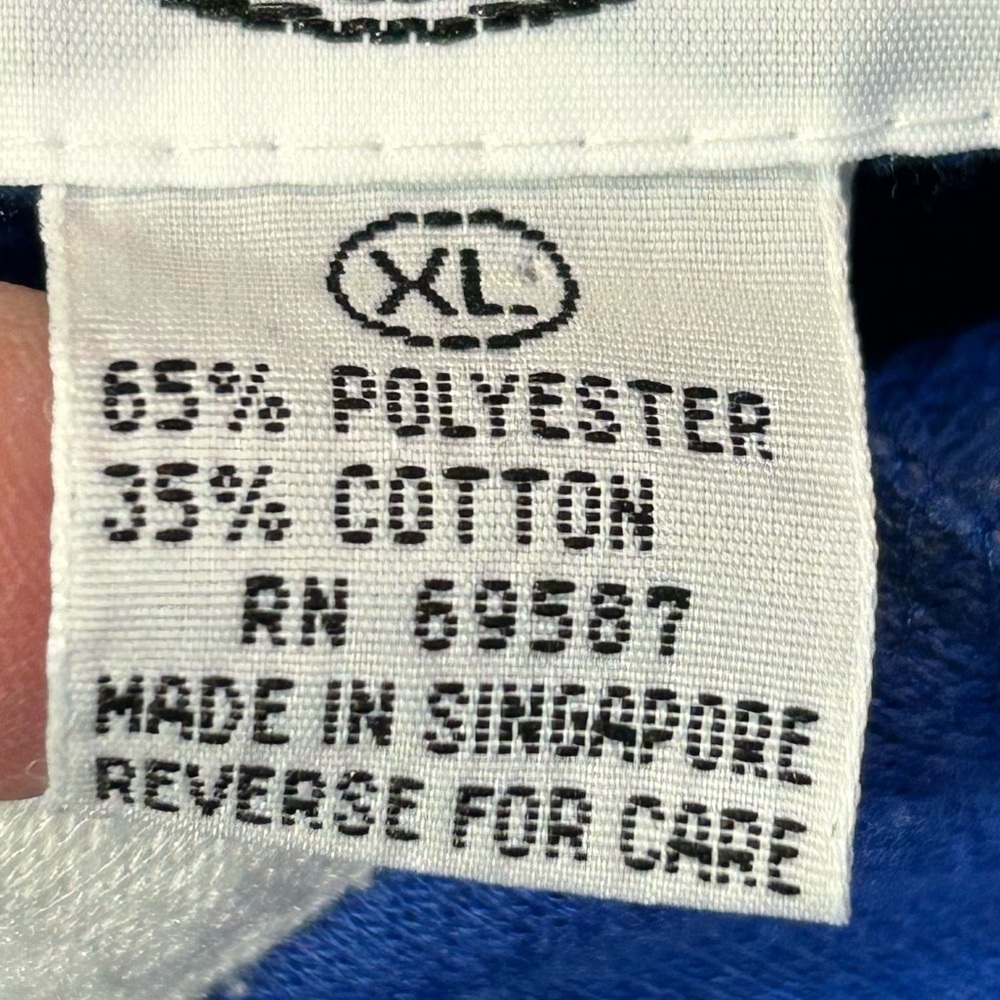 XL
65% POLYESTER
35% COTTON
RN 69587
MADE IN SINGAPORE
REVERSE FOR CARE